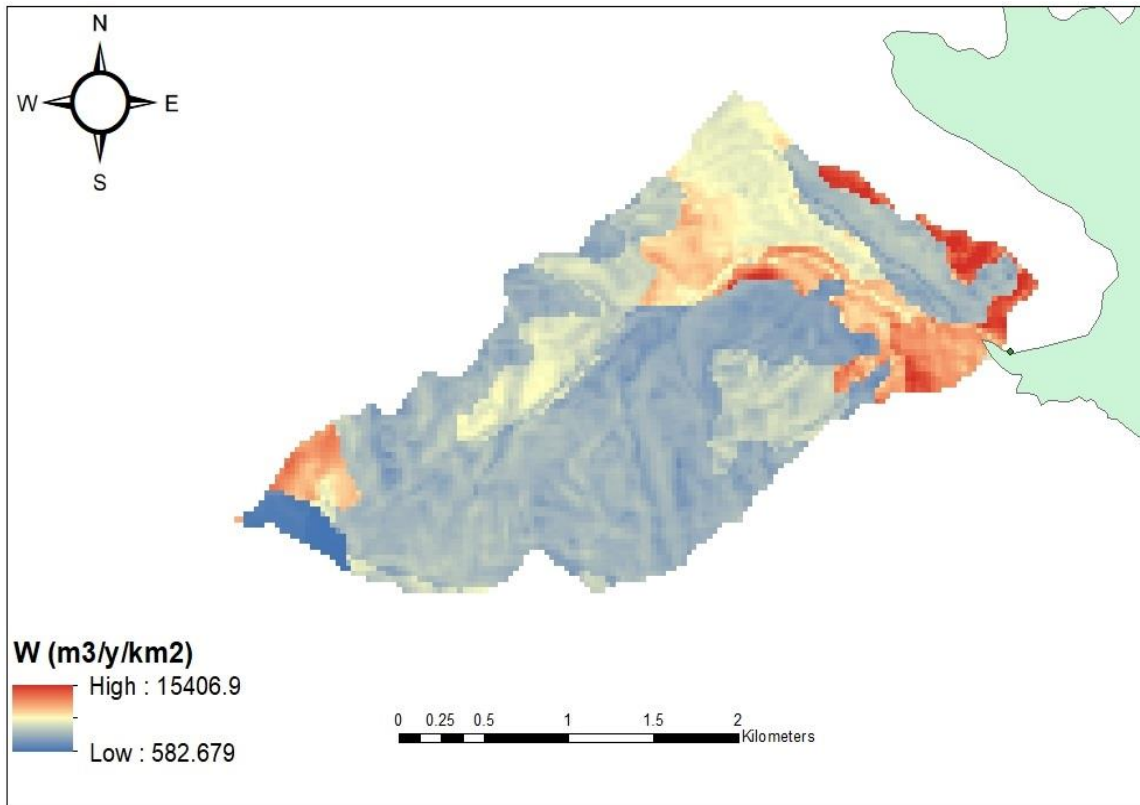 N
W E
S
W (m3/y/km2)
High : 15406.9
Low : 582.679
0 0.25 0.5 1 1.5 2
Kilometers